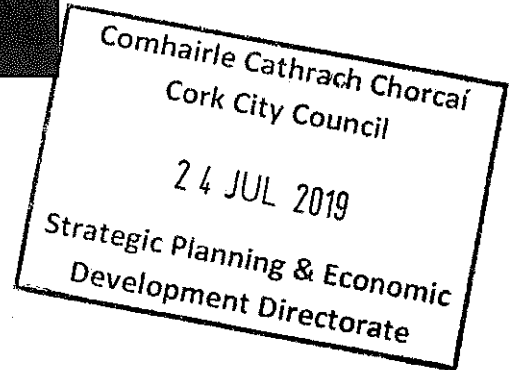 Comhairle Cathrach Chorcaí
Cork City Council
24 JUL 2019
Strategic Planning & Economic
Development Directorate